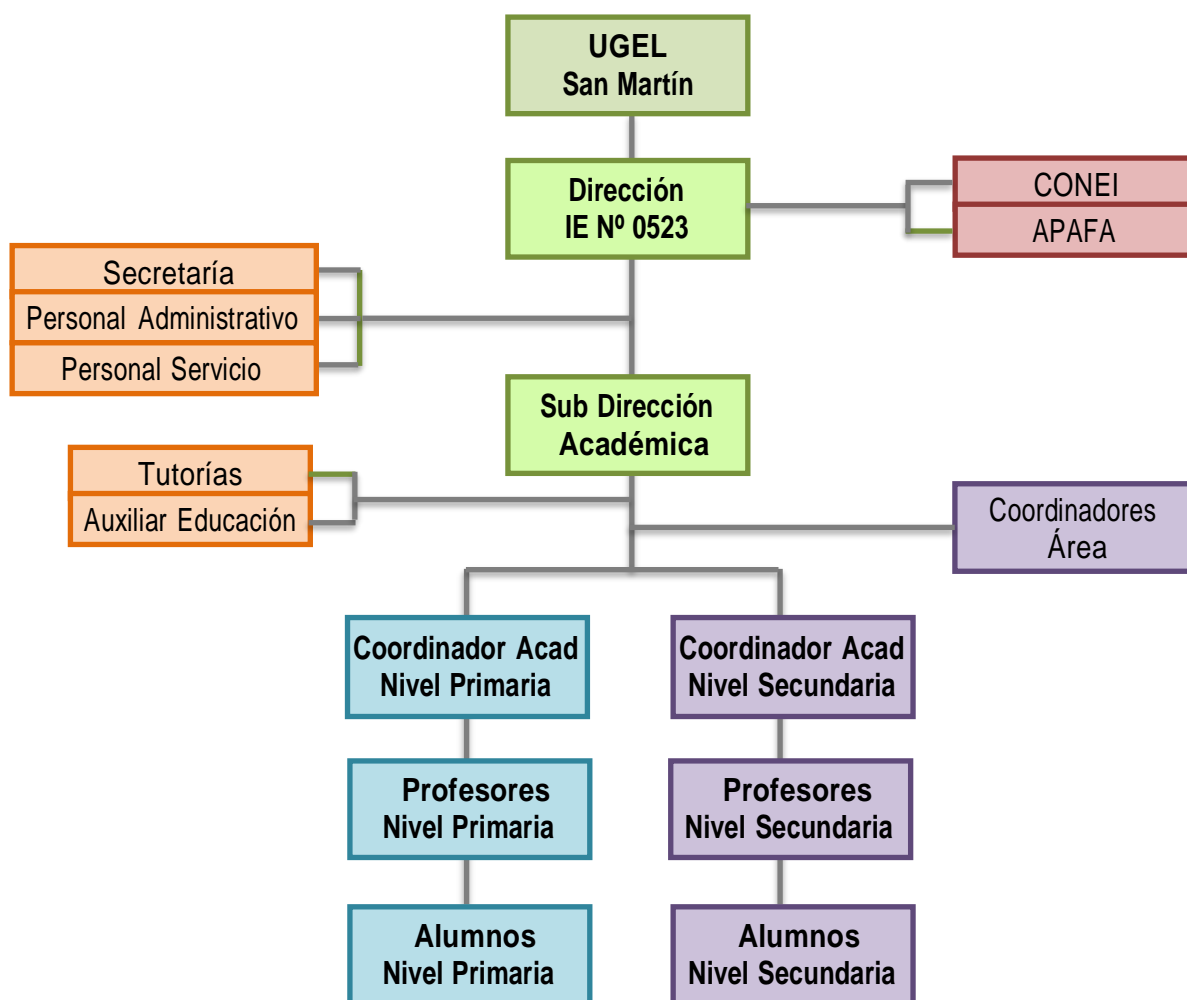 UGEL
San Martín
Dirección
IE Nº 0523
CONEI
APAFA
Secretaría
Personal Administrativo
Personal Servicio
Sub Dirección
Académica
Tutorías
Auxiliar Educación
Coordinadores
Área
Coordinador Acad
Nivel Primaria
Coordinador Acad
Nivel Secundaria
Profesores
Nivel Primaria
Profesores
Nivel Secundaria
Alumnos
Nivel Primaria
Alumnos
Nivel Secundaria